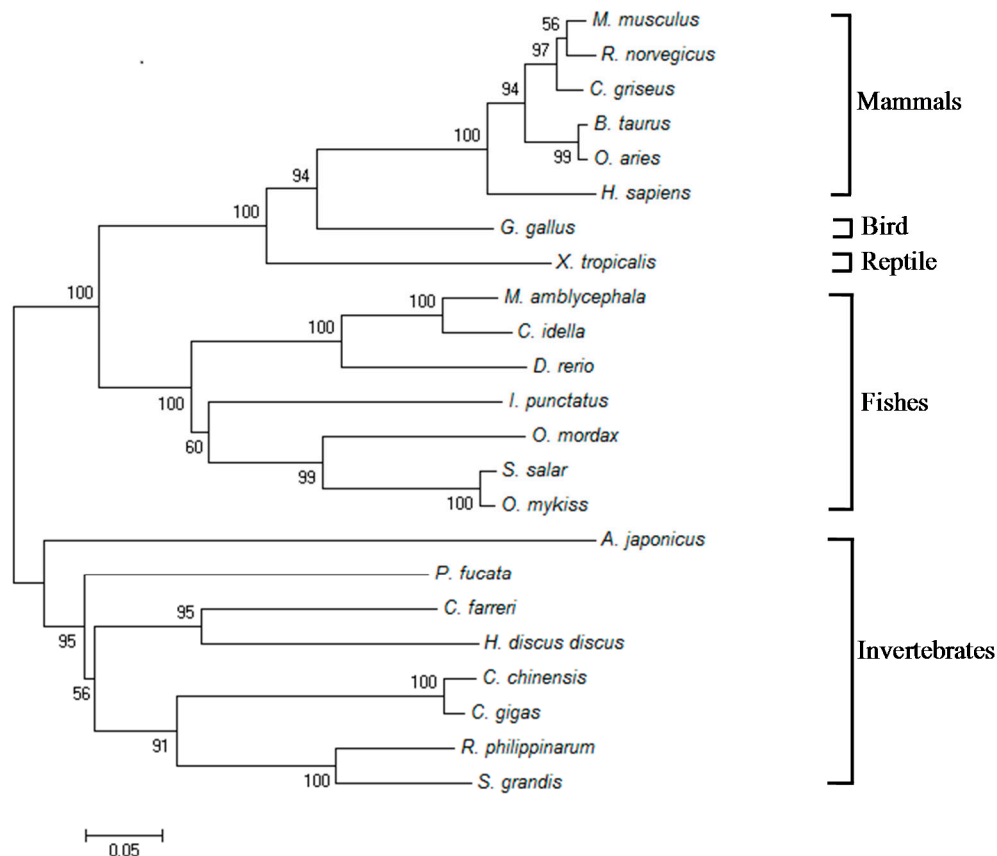 56
M. musculus
97
R. norvegicus
94
C. griseus
Mammals
100
B. taurus
99
O. aries
94
H. sapiens
100
G. gallus
Bird
X. tropicalis
Reptile
100
100
M. amblycephala
100
C. idella
D. rerio
100
I. punctatus
Fishes
60
O. mordax
99
S. salar
100
O. mykiss
A. japonicus
P. fucata
95
C. farreri
95
H. discus discus
Invertebrates
56
100
C. chinensis
C. gigas
91
R. philippinarum
100
S. grandis
0.05